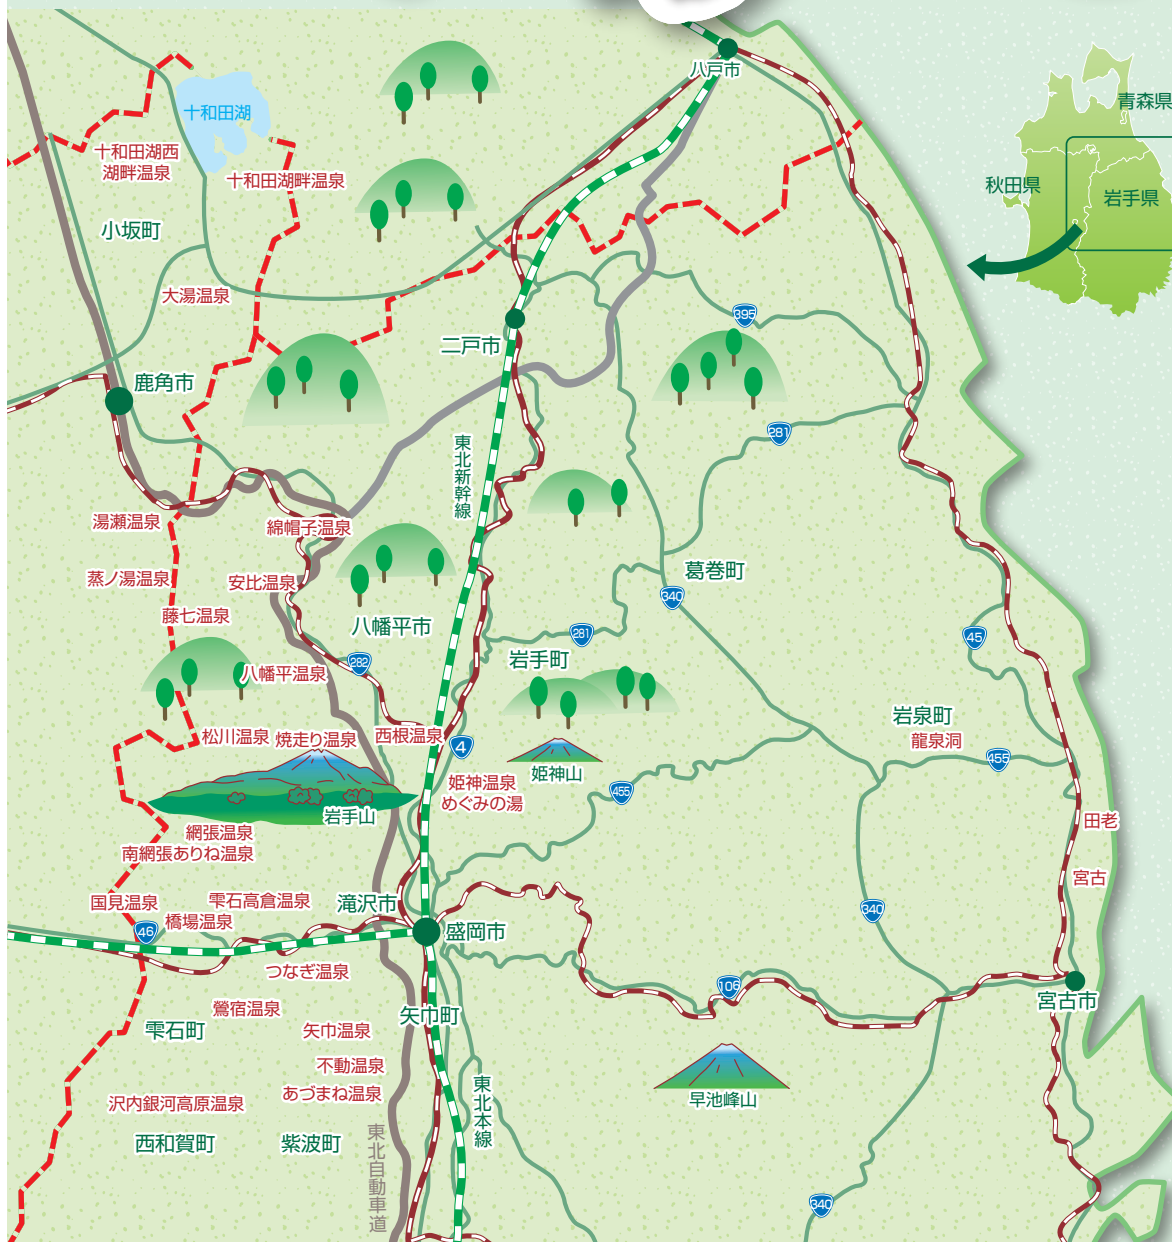 八戸市
青森県
秋田県
岩手県
十和田湖
十和田湖西
湖畔温泉
十和田湖畔温泉
小坂町
大湯温泉
395
二戸市
鹿角市
281
東北新幹線
湯瀬温泉
綿帽子温泉
葛巻町
蒸ノ湯温泉
安比温泉
340
藤七温泉
八幡平市
281
45
岩手町
282
八幡平温泉
岩泉町
松川温泉
焼走り温泉
西根温泉
4
龍泉洞
455
姫神山
姫神温泉
めぐみの湯
455
岩手山
田老
網張温泉
南網張ありね温泉
宮古
国見温泉
雫石高倉温泉
滝沢市
340
橋場温泉
46
盛岡市
つなぎ温泉
106
宮古市
鶯宿温泉
矢巾町
雫石町
矢巾温泉
不動温泉
あづまね温泉
東北本線
早池峰山
沢内銀河高原温泉
西和賀町
紫波町
東北自動車道
340